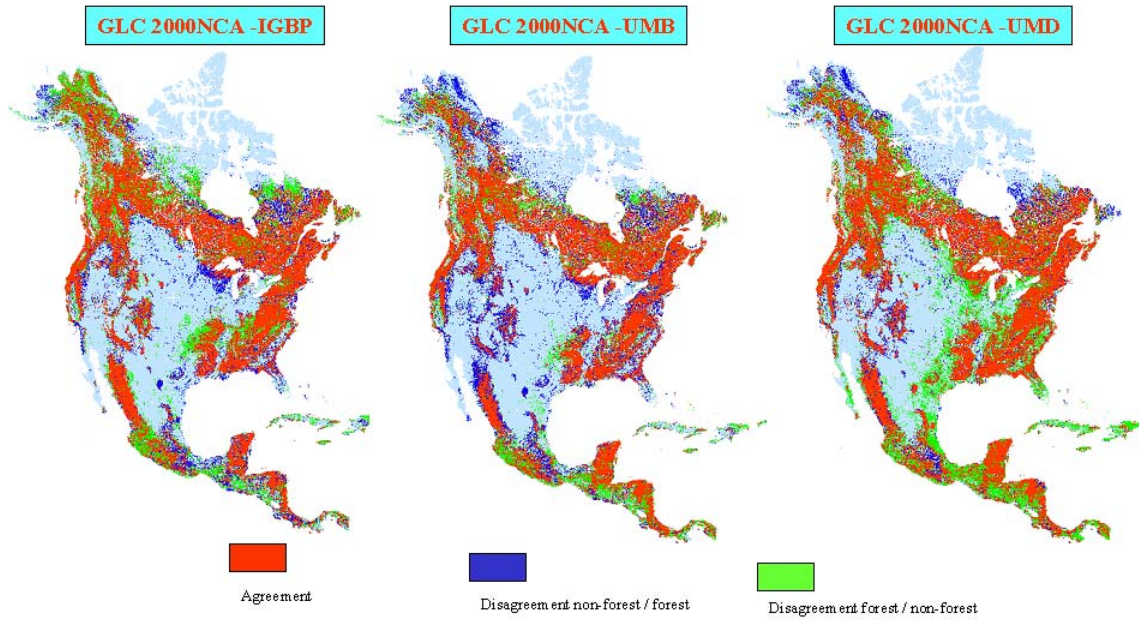 GLC 2000NCA -IGBP
GLC 2000NCA -UMB
GLC 2000NCA -UMD
Agreement
Disagreement non-forest / forest
Disagreement forest / non-forest